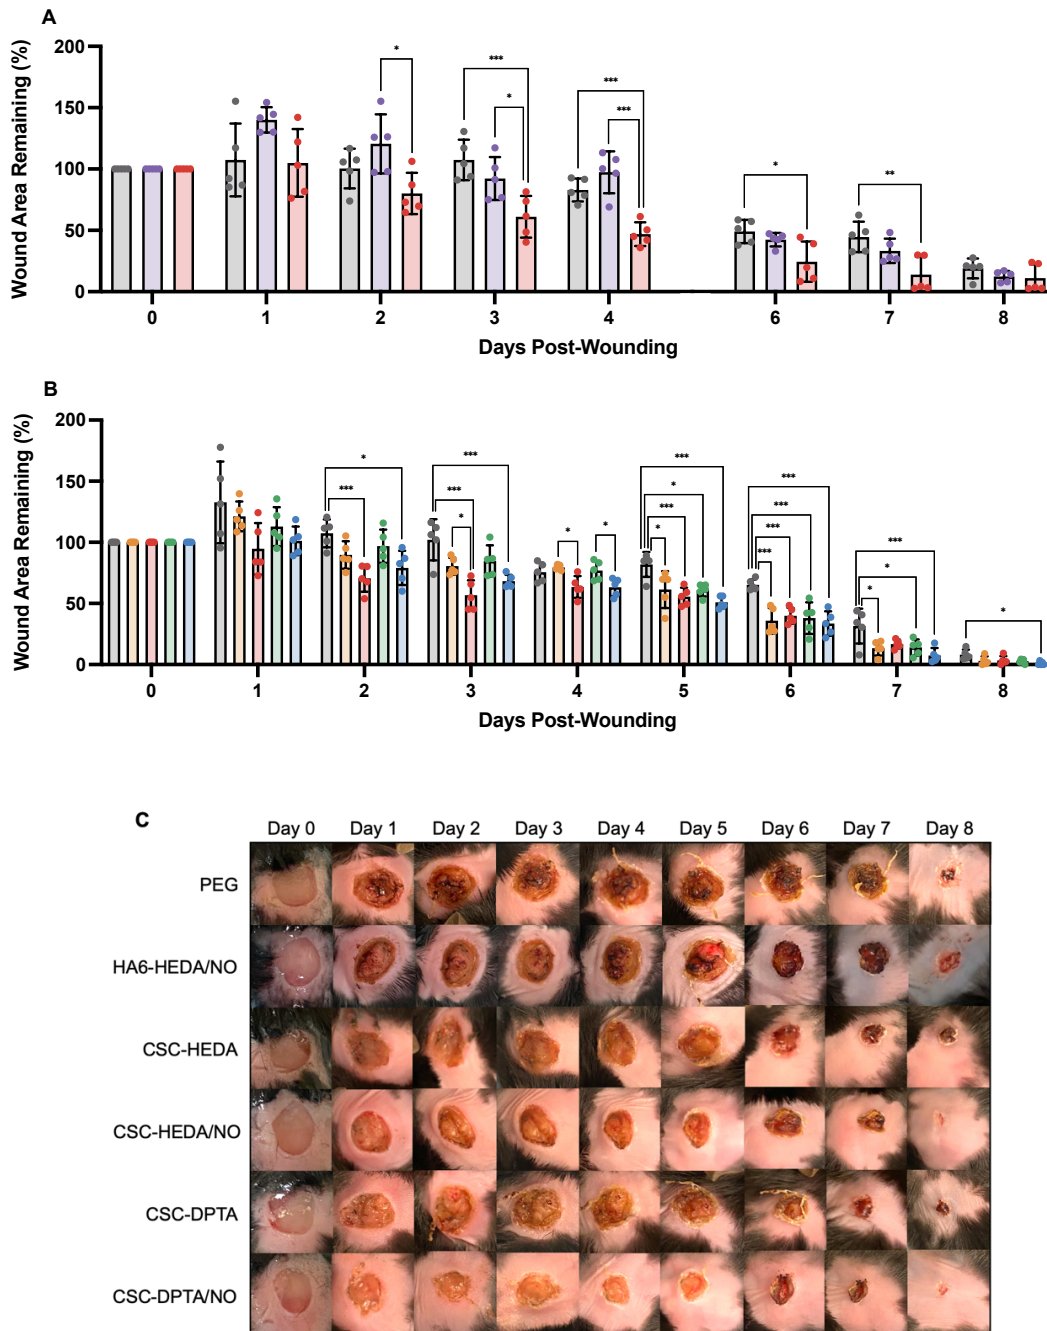 A
Wound Area Remaining (%)
200
150
100
50
0
* *** * *** *** * **
0 1 2 3 4 6 7 8
Days Post-Wounding
B
Wound Area Remaining (%)
200
150
100
50
0
* *** *** *** * * * *** * *** * *** *** *** *** *** * * *
0 1 2 3 4 5 6 7 8
Days Post-Wounding
C
Day 0 Day 1 Day 2 Day 3 Day 4 Day 5 Day 6 Day 7 Day 8
PEG
HA6-HEDA/NO
CSC-HEDA
CSC-HEDA/NO
CSC-DPTA
CSC-DPTA/NO